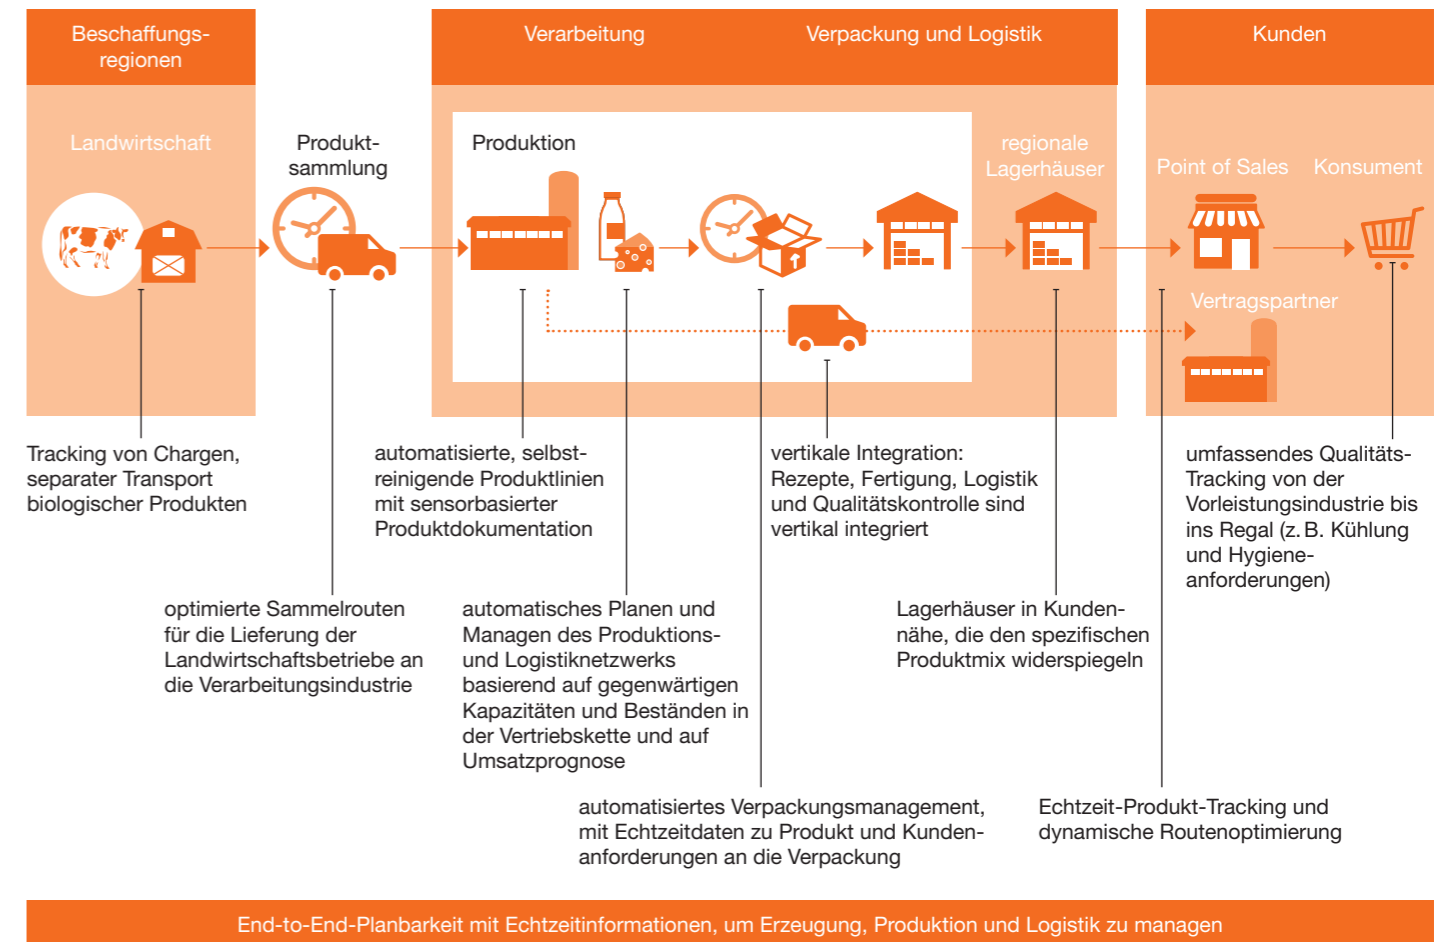 Beschaffungs-
regionen
Verarbeitung
Verpackung und Logistik
Kunden
Landwirtschaft
Produkt-
sammlung
Produktion
regionale
Lagerhäuser
Point of Sales
Konsument
Vertragspartner
Tracking von Chargen,
separater Transport
biologischer Produkten
automatisierte, selbst-
reinigende Produktlinien
mit sensorbasierter
Produktdokumentation
vertikale Integration:
Rezepte, Fertigung, Logistik
und Qualitätskontrolle sind
vertikal integriert
umfassendes Qualitäts-
Tracking von der
Vorleistungsindustrie bis
ins Regal (z. B. Kühlung
und Hygiene-
anforderungen)
optimierte Sammelrouten
für die Lieferung der
Landwirtschaftsbetriebe an
die Verarbeitungsindustrie
automatisches Planen und
Managen des Produktions-
und Logistiknetzwerks
basierend auf gegenwärtigen
Kapazitäten und Beständen in
der Vertriebskette und auf
Umsatzprognose
Lagerhäuser in Kunden-
nähe, die den spezifischen
Produktmix widerspiegeln
automatisiertes Verpackungsmanagement,
mit Echtzeitdaten zu Produkt und Kunden-
anforderungen an die Verpackung
Echtzeit-Produkt-Tracking und
dynamische Routenoptimierung
End-to-End-Planbarkeit mit Echtzeitinformationen, um Erzeugung, Produktion und Logistik zu managen